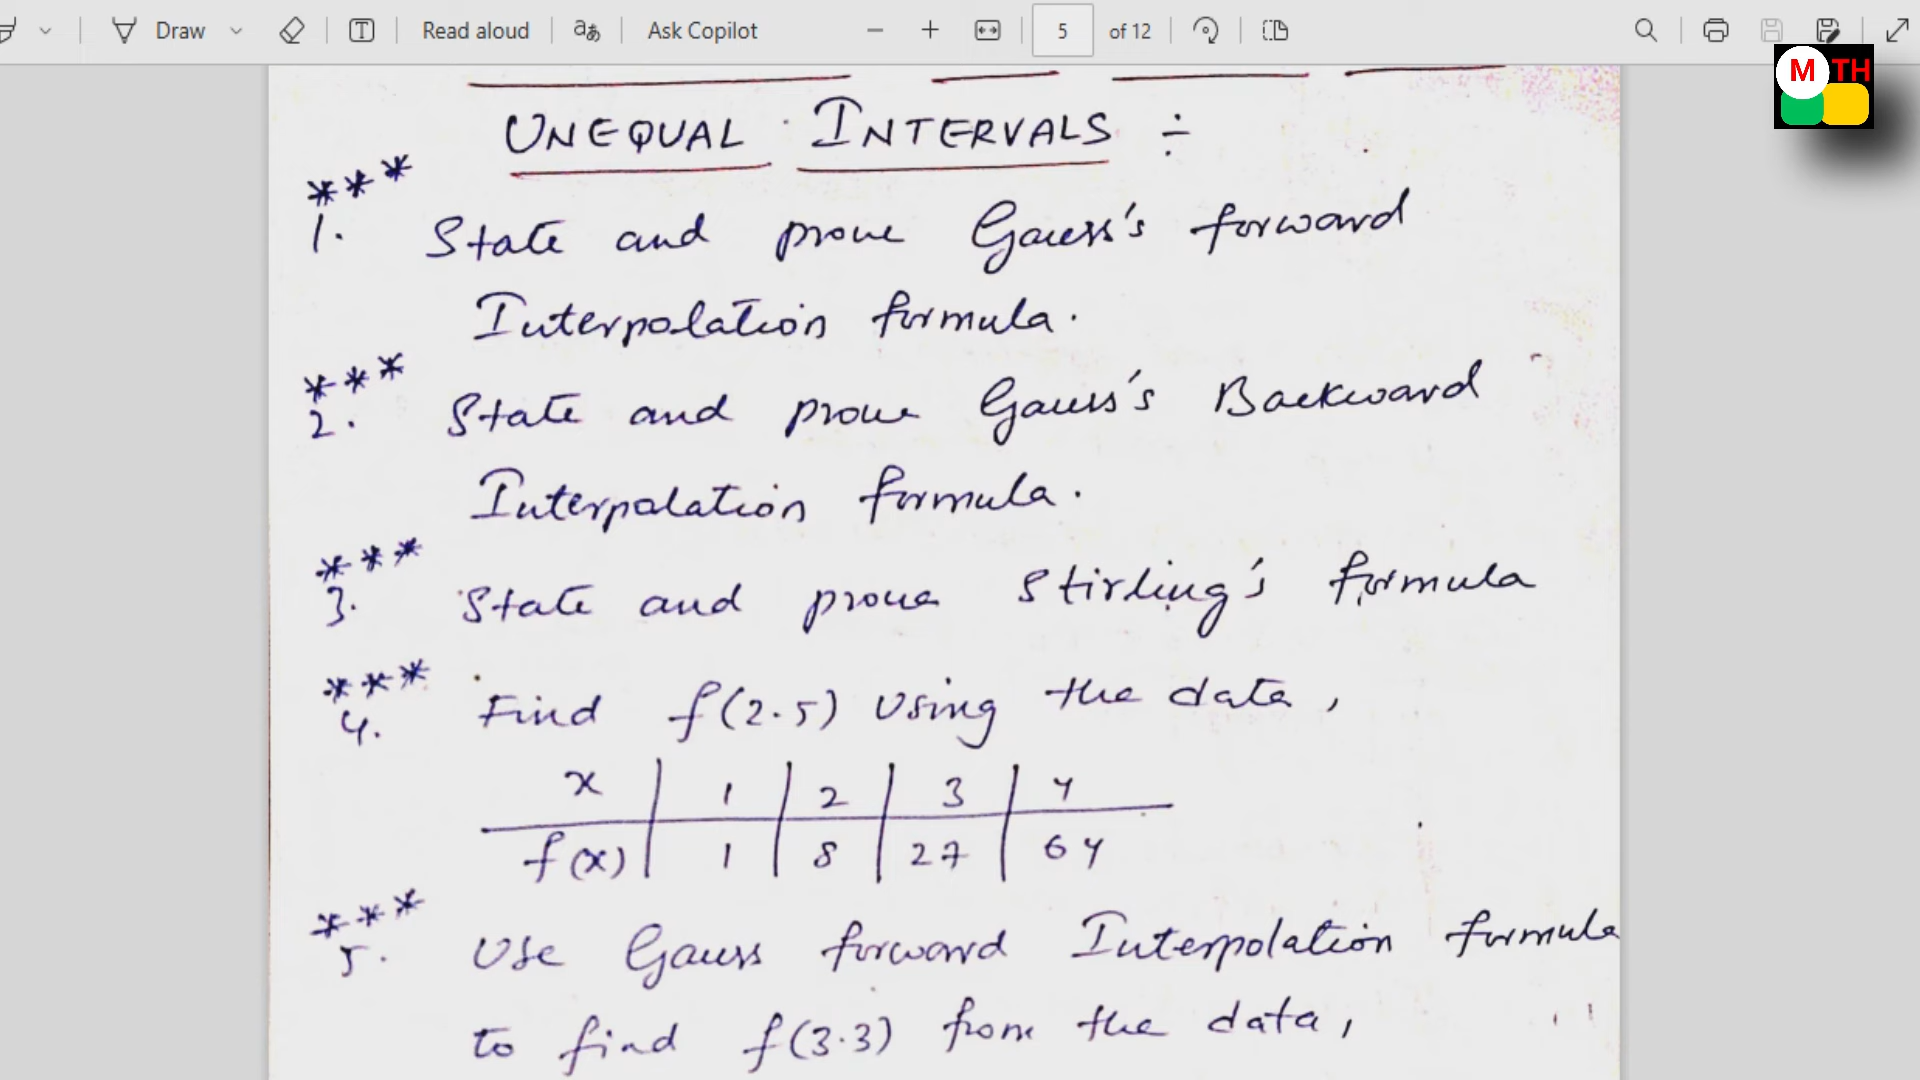 Draw
Read aloud
aあ
Ask Copilot
5 of 12
M TH
UNEQUAL INTERVALS ÷
***
1. State and prove Gauss's forward
Interpolation formula.
***
2. State and prove Gauss's Backward
Interpolation formula.
***
3. State and prove Stirling's formula
***
4. Find f(2.5) Using the data,
x 1 2 3 4
f(x) 1 8 27 64
***
5. Use Gauss forward Interpolation formula
to find f(3.3) from the data,